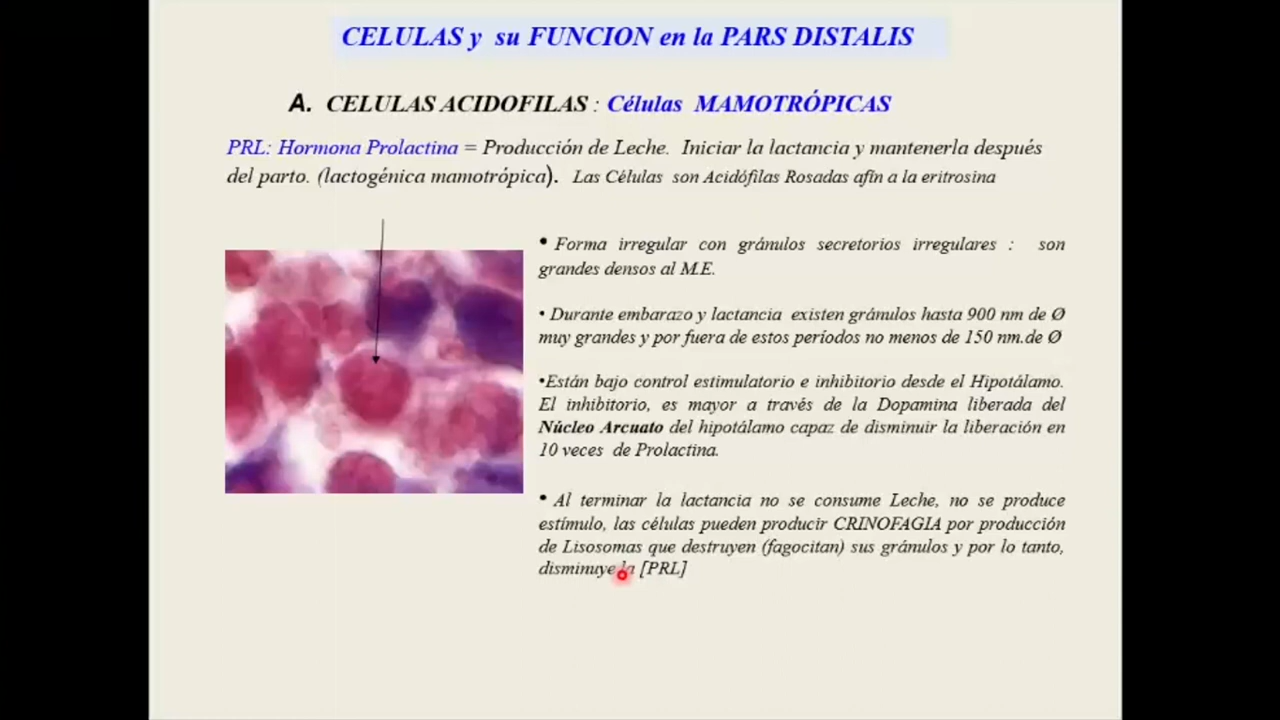 CELULAS y su FUNCION en la PARS DISTALIS
A. CELULAS ACIDOFILAS : Células MAMOTRÓPICAS
PRL: Hormona Prolactina = Producción de Leche. Iniciar la lactancia y mantenerla después
del parto. (lactogénica mamotrópica). Las Células son Acidófilas Rosadas afín a la eritrosina
• Forma irregular con gránulos secretorios irregulares : son
grandes densos al M.E.
• Durante embarazo y lactancia existen gránulos hasta 900 nm de Ø
muy grandes y por fuera de estos períodos no menos de 150 nm.de Ø
•Están bajo control estimulatorio e inhibitorio desde el Hipotálamo.
El inhibitorio, es mayor a través de la Dopamina liberada del
Núcleo Arcuato del hipotálamo capaz de disminuir la liberación en
10 veces de Prolactina.
• Al terminar la lactancia no se consume Leche, no se produce
estímulo, las células pueden producir CRINOFAGIA por producción
de Lisosomas que destruyen (fagocitan) sus gránulos y por lo tanto,
disminuye la [PRL]